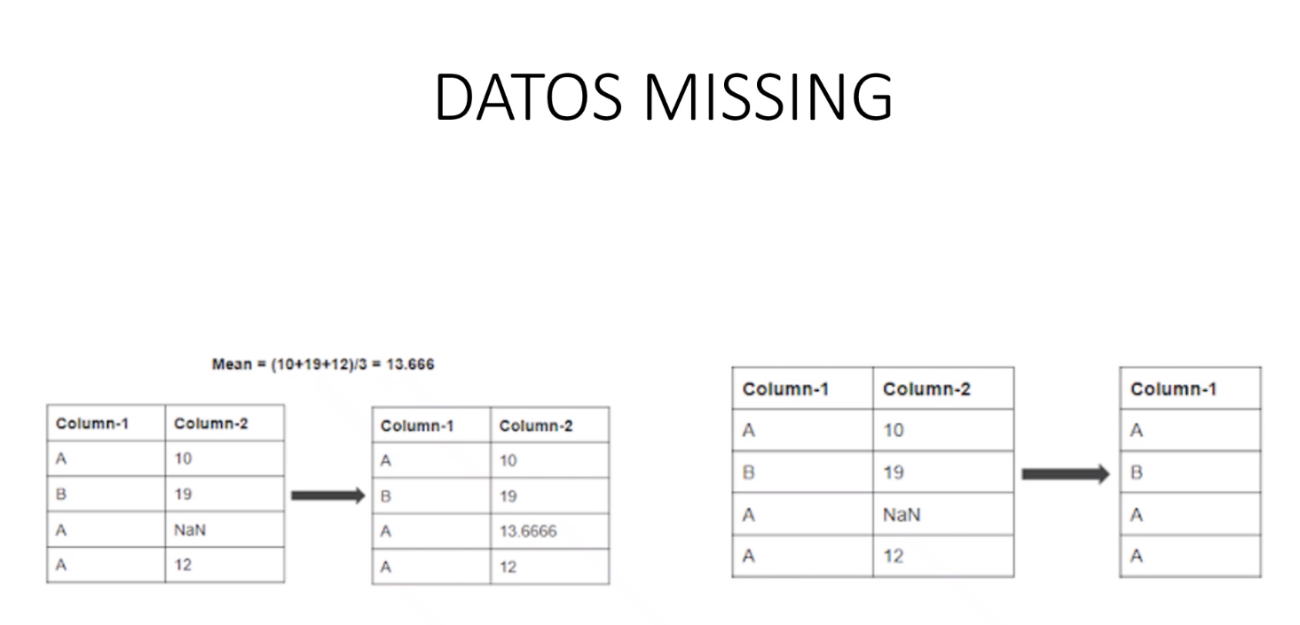 DATOS MISSING
Mean = (10+19+12)/3 = 13.666
Column-1 Column-2
A 10
B 19
A NaN
A 12
Column-1 Column-2
A 10
B 19
A 13.6666
A 12
Column-1 Column-2
A 10
B 19
A NaN
A 12
Column-1
A
B
A
A